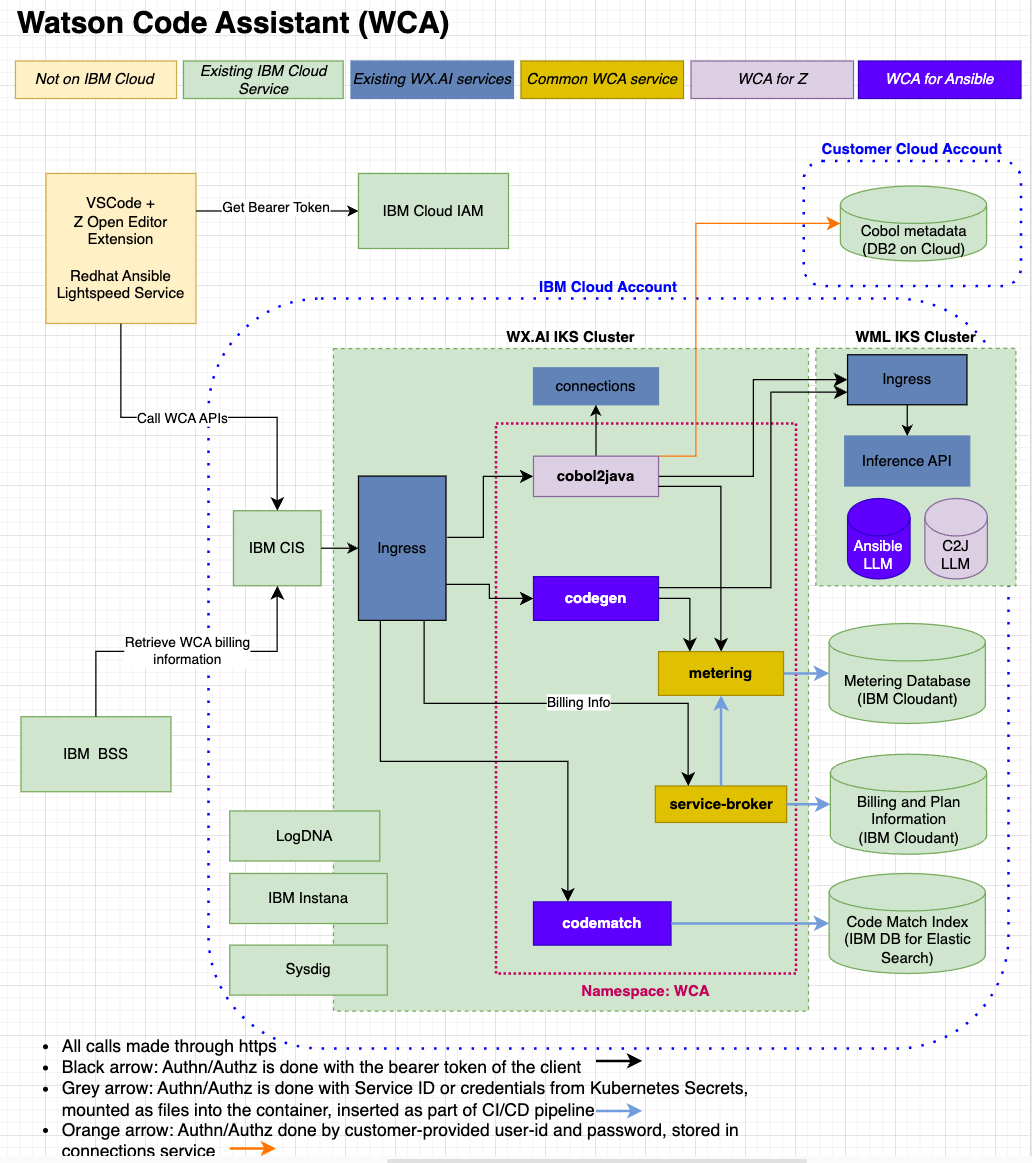 Watson Code Assistant (WCA)
Not on IBM Cloud
Existing IBM Cloud
Service
Existing WX.AI services
Common WCA service
WCA for Z
WCA for Ansible
Customer Cloud Account
VSCode +
Z Open Editor
Extension
Redhat Ansible
Lightspeed Service
Get Bearer Token
IBM Cloud IAM
Cobol metadata
(DB2 on Cloud)
IBM Cloud Account
WX.AI IKS Cluster
WML IKS Cluster
connections
Ingress
Call WCA APIs
cobol2java
Inference API
IBM CIS
Ingress
Ansible
LLM
C2J
LLM
codegen
Retrieve WCA billing
information
metering
Metering Database
(IBM Cloudant)
Billing Info
IBM  BSS
service-broker
Billing and Plan
Information
(IBM Cloudant)
LogDNA
IBM Instana
codematch
Code Match Index
(IBM DB for Elastic
Search)
Sysdig
Namespace: WCA
• All calls made through https
• Black arrow: Authn/Authz is done with the bearer token of the client
• Grey arrow: Authn/Authz is done with Service ID or credentials from Kubernetes Secrets,
mounted as files into the container, inserted as part of CI/CD pipeline
• Orange arrow: Authn/Authz done by customer-provided user-id and password, stored in
connections service